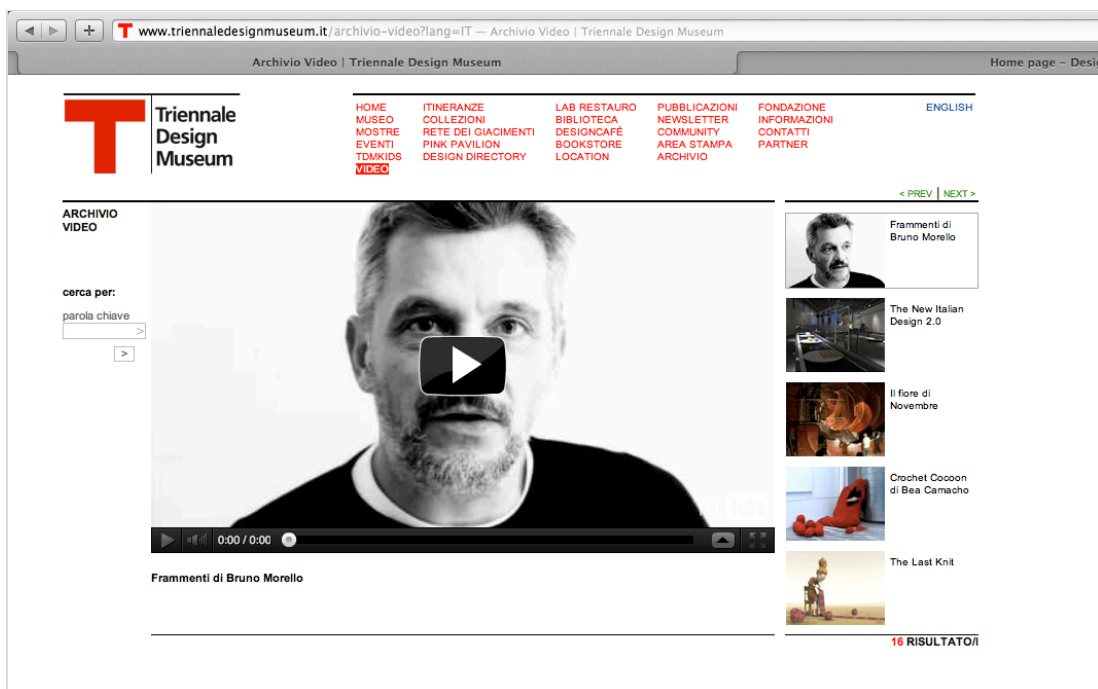 www.triennaledesignmuseum.it/archivio-video?lang=IT — Archivio Video | Triennale Design Museum
Archivio Video | Triennale Design Museum
Home page – Desi
T
Triennale
Design
Museum
HOME
MUSEO
MOSTRE
EVENTI
TDMKIDS
VIDEO
ITINERANZE
COLLEZIONI
RETE DEI GIACIMENTI
PINK PAVILION
DESIGN DIRECTORY
LAB RESTAURO
BIBLIOTECA
DESIGNCAFÉ
BOOKSTORE
LOCATION
PUBBLICAZIONI
NEWSLETTER
COMMUNITY
AREA STAMPA
ARCHIVIO
FONDAZIONE
INFORMAZIONI
CONTATTI
PARTNER
ENGLISH
< PREV | NEXT >
ARCHIVIO
VIDEO
cerca per:
parola chiave
>
>
0:00 / 0:00
Frammenti di Bruno Morello
Frammenti di
Bruno Morello
The New Italian
Design 2.0
Il fiore di
Novembre
Crochet Cocoon
di Bea Camacho
The Last Knit
16 RISULTATO/I